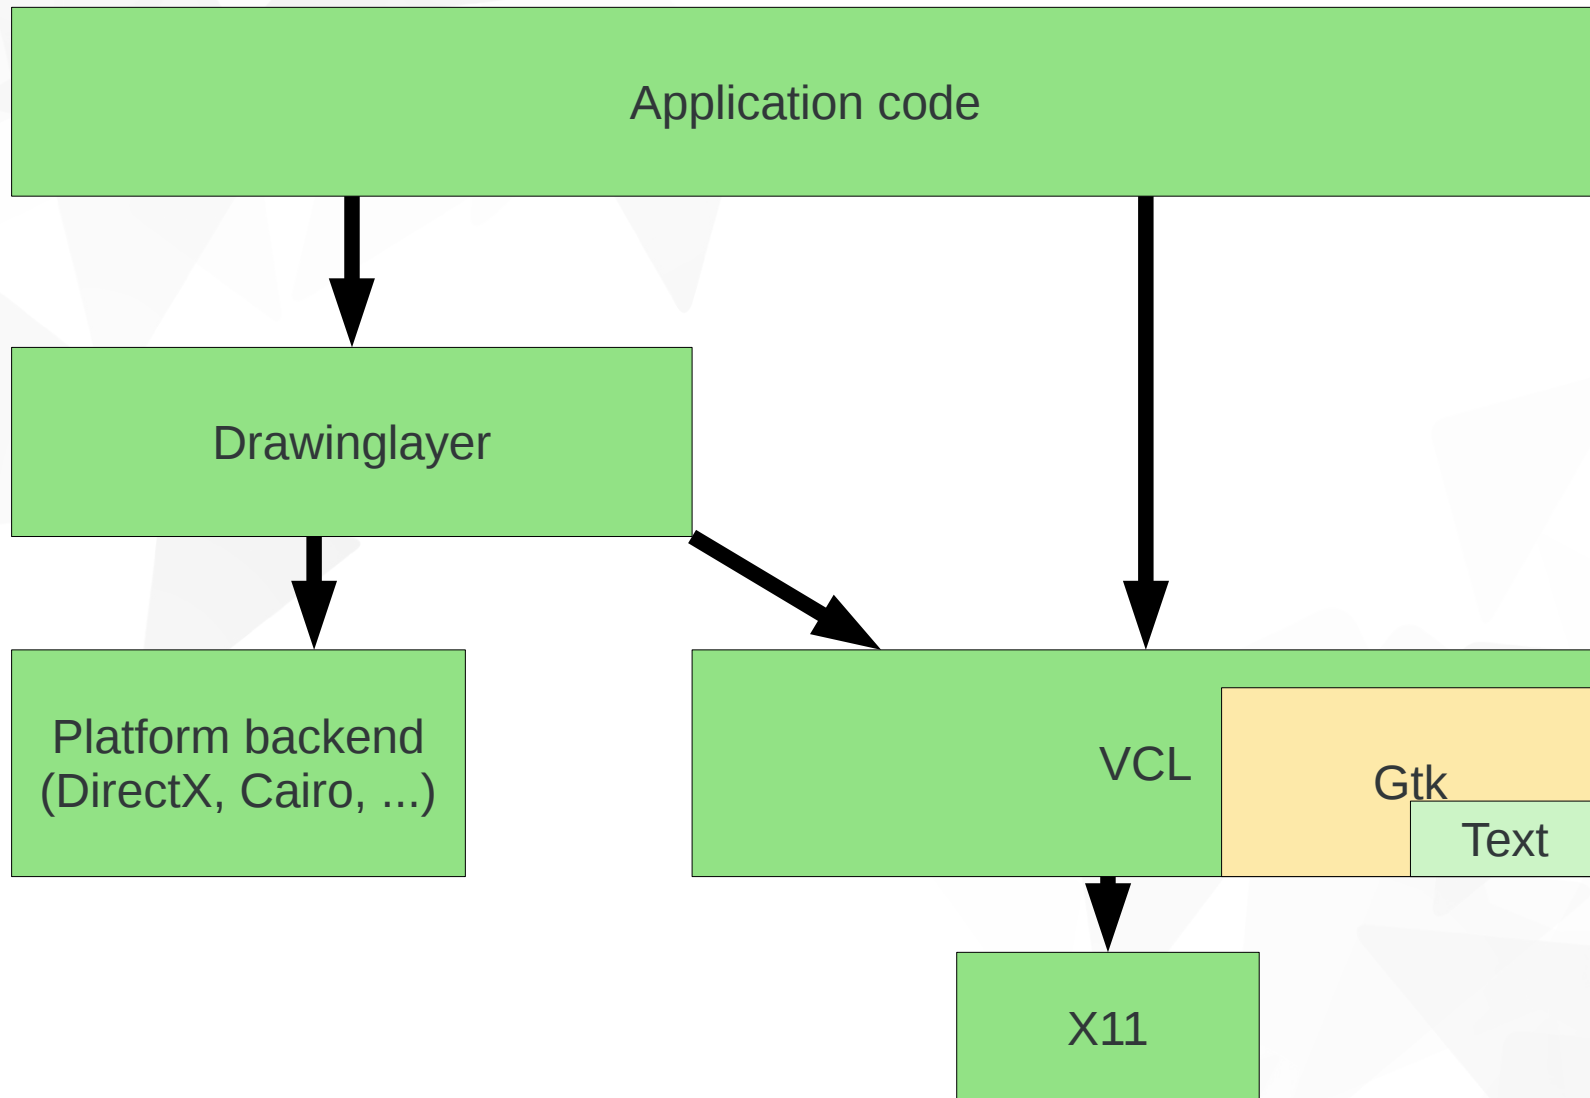 Application code
Drawinglayer
Platform backend
(DirectX, Cairo, ...)
VCL
Gtk
Text
X11